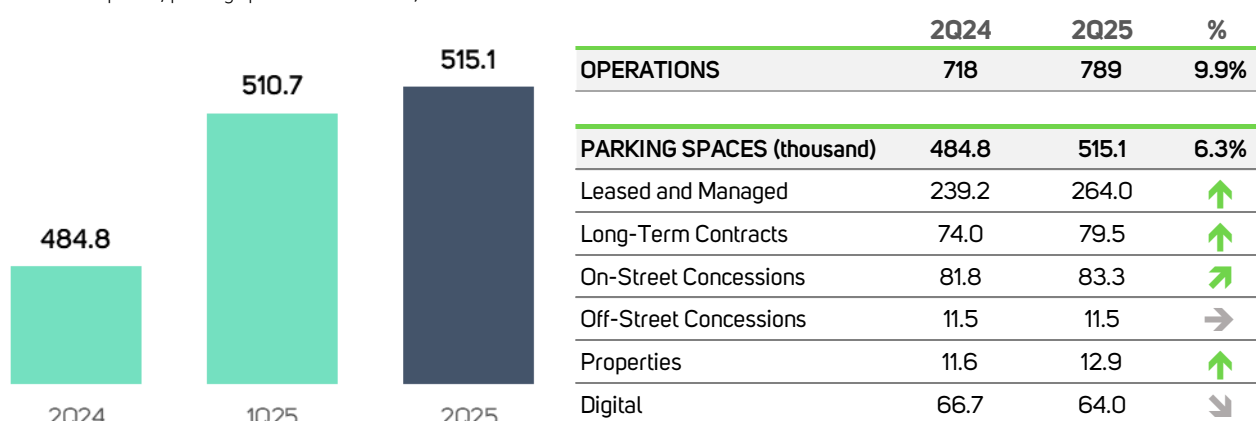 515.1
510.7
484.8
2Q24 1Q25 2Q25
2Q24 2Q25 %
OPERATIONS 718 789 9.9%
PARKING SPACES (thousand) 484.8 515.1 6.3%
Leased and Managed 239.2 264.0
Long-Term Contracts 74.0 79.5
On-Street Concessions 81.8 83.3
Off-Street Concessions 11.5 11.5
Properties 11.6 12.9
Digital 66.7 64.0